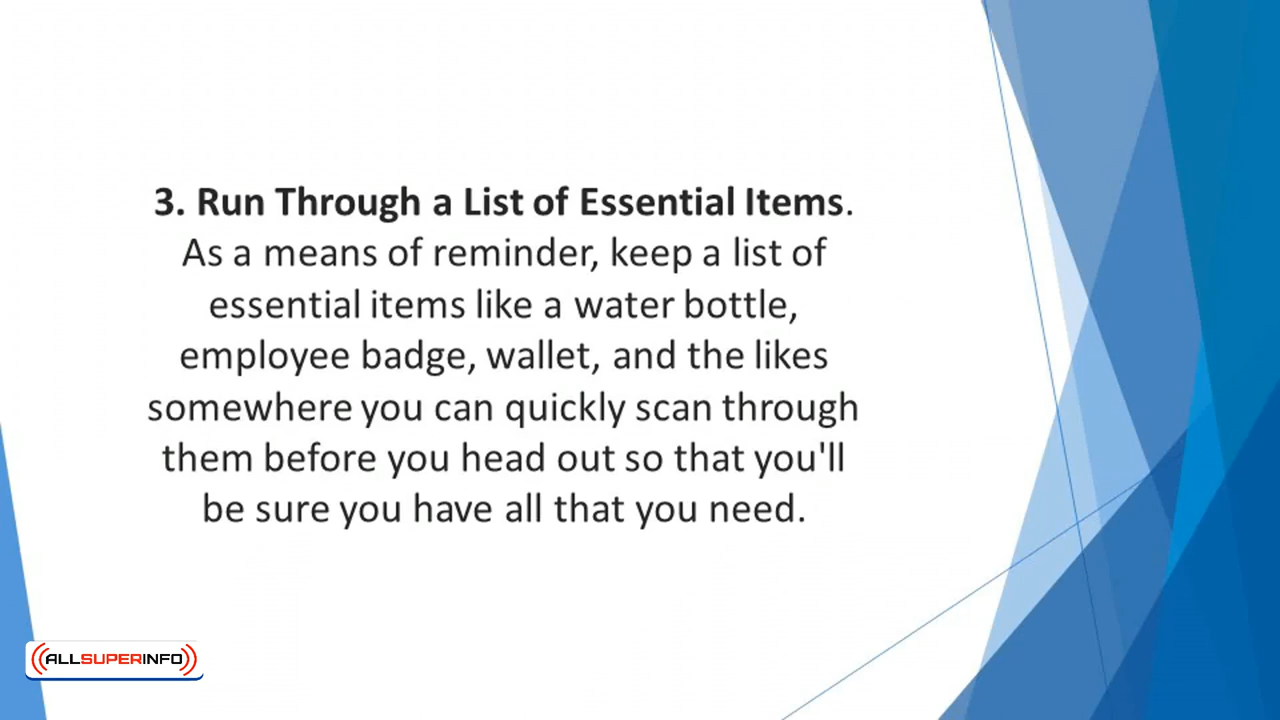 3. Run Through a List of Essential Items.
As a means of reminder, keep a list of
essential items like a water bottle,
employee badge, wallet, and the likes
somewhere you can quickly scan through
them before you head out so that you'll
be sure you have all that you need.
ALLSUPERINFO